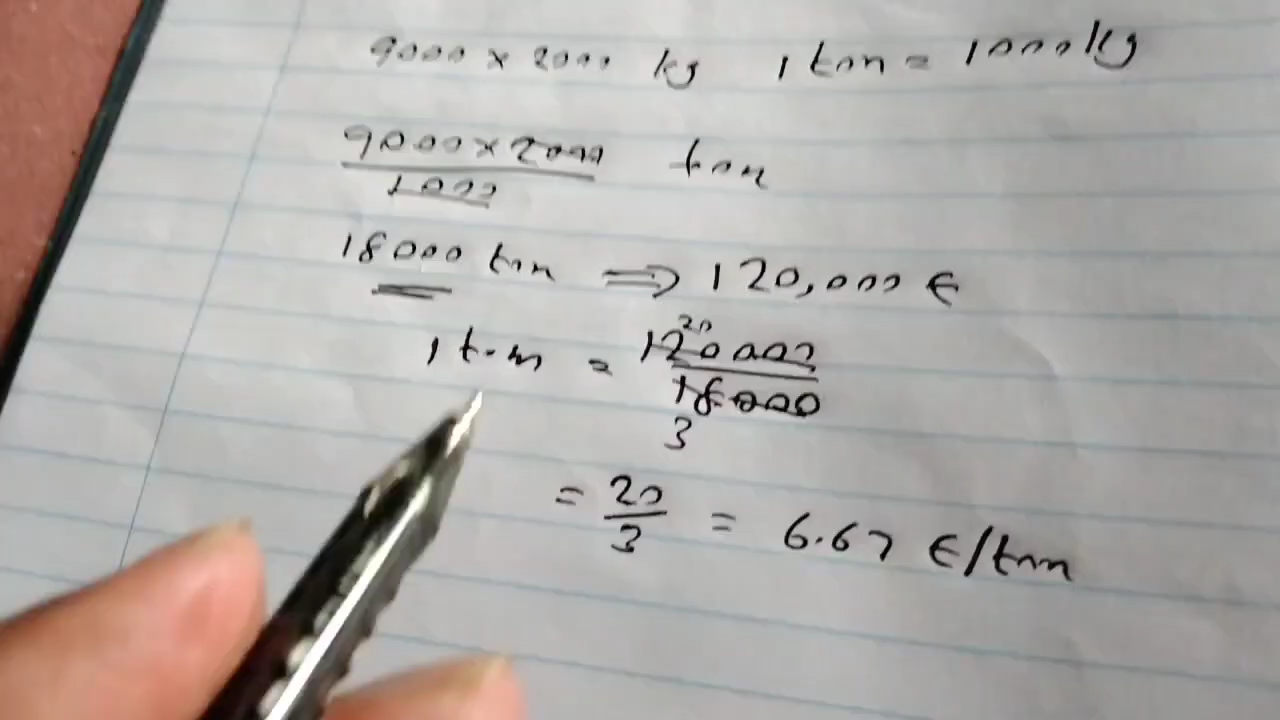 9000 × 2000 kg 1 ton = 1000 kg
9000 × 2000 ton
1000
18000 ton ⇒ 120,000 €
20
1 ton = 120000
18000
3
= 20/3 = 6.67 €/ton